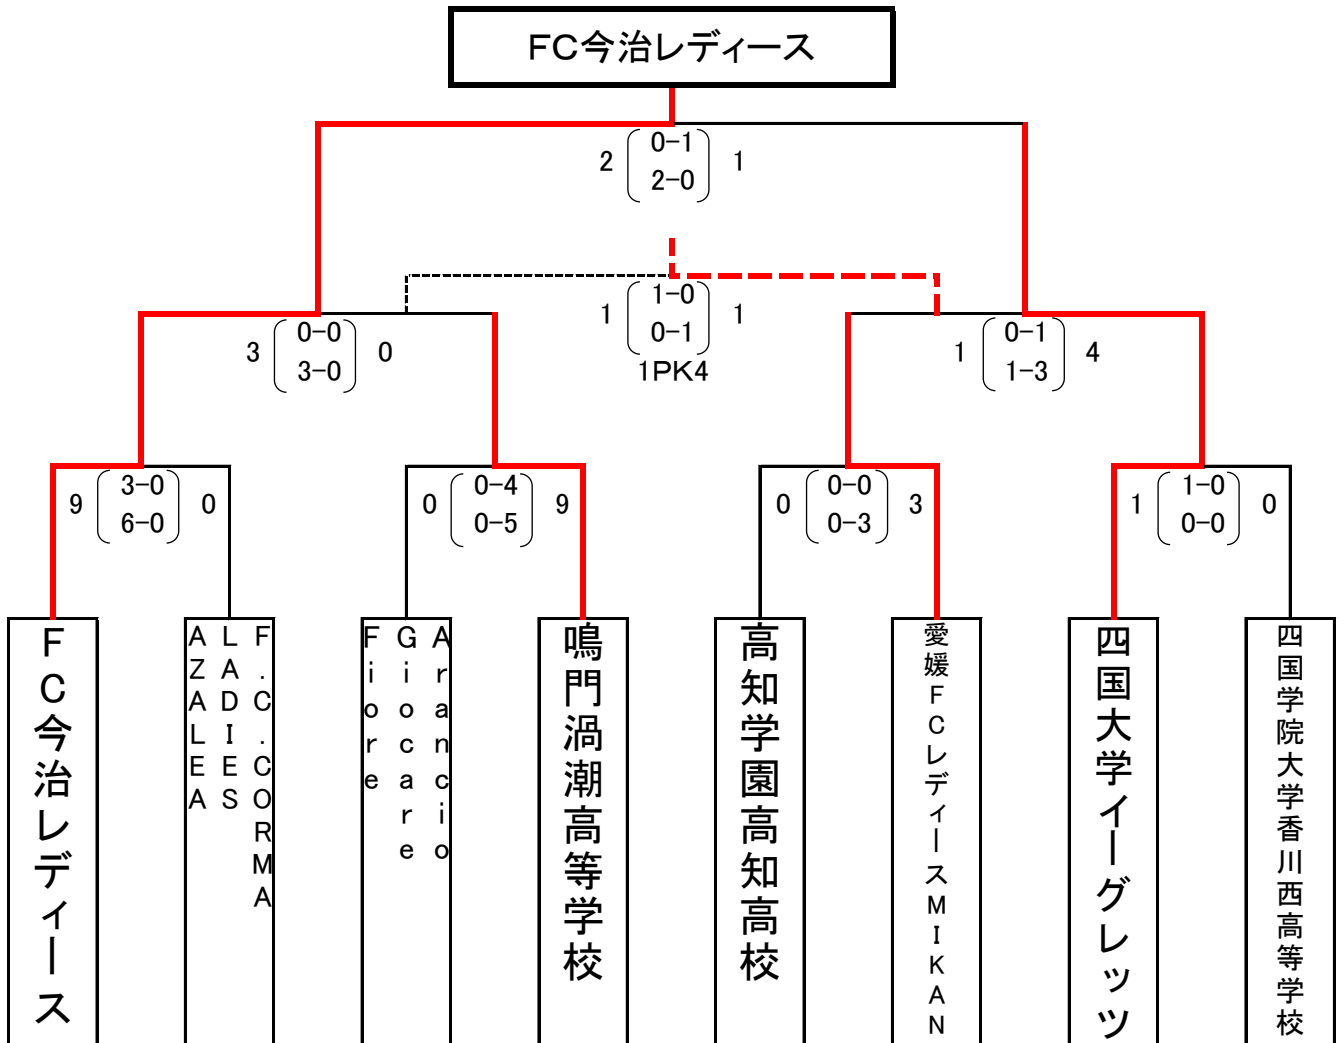 FC今治レディース
2 0-1 1
2-0
1 1-0 1
0-1
1PK4
3 0-0 0
3-0
1 0-1 4
1-3
9 3-0 0
6-0
0 0-4 9
0-5
0 0-0 3
0-3
1 1-0 0
0-0
FC今治レディース
F.C.CORMA
LADIES
AZALEA
Arancio
Giocare
Fiore
鳴門渦潮高等学校
高知学園高知高校
愛媛FCレディースMIKAN
四国大学イーグレッツ
四国学院大学香川西高等学校